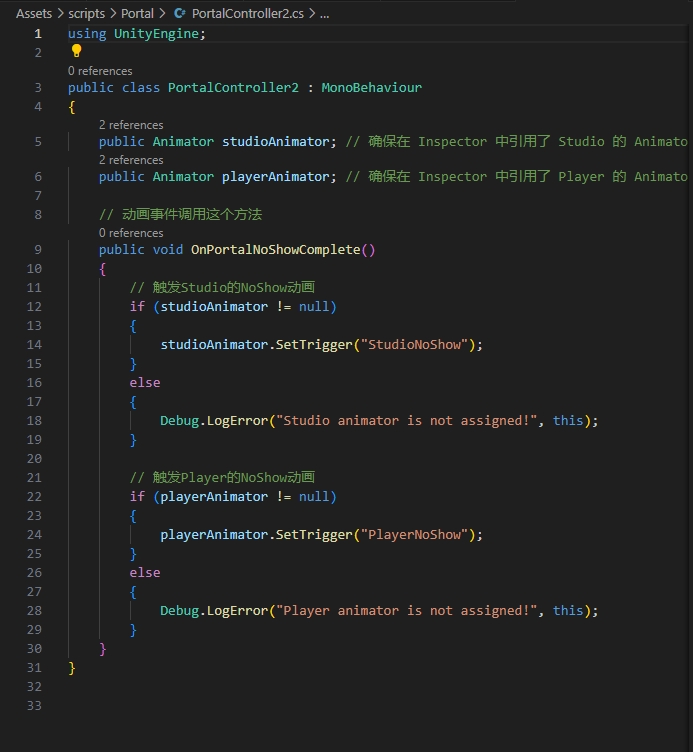 Assets > scripts > Portal > PortalController2.cs > ...
1 using UnityEngine;
2
0 references
3 public class PortalController2 : MonoBehaviour
4 {
2 references
5 public Animator studioAnimator; // 确保在 Inspector 中引用了 Studio 的 Animato
2 references
6 public Animator playerAnimator; // 确保在 Inspector 中引用了 Player 的 Animato
7
8 // 动画事件调用这个方法
0 references
9 public void OnPortalNoShowComplete()
10 {
11 // 触发Studio的NoShow动画
12 if (studioAnimator != null)
13 {
14 studioAnimator.SetTrigger("StudioNoShow");
15 }
16 else
17 {
18 Debug.LogError("Studio animator is not assigned!", this);
19 }
20
21 // 触发Player的NoShow动画
22 if (playerAnimator != null)
23 {
24 playerAnimator.SetTrigger("PlayerNoShow");
25 }
26 else
27 {
28 Debug.LogError("Player animator is not assigned!", this);
29 }
30 }
31 }
32
33